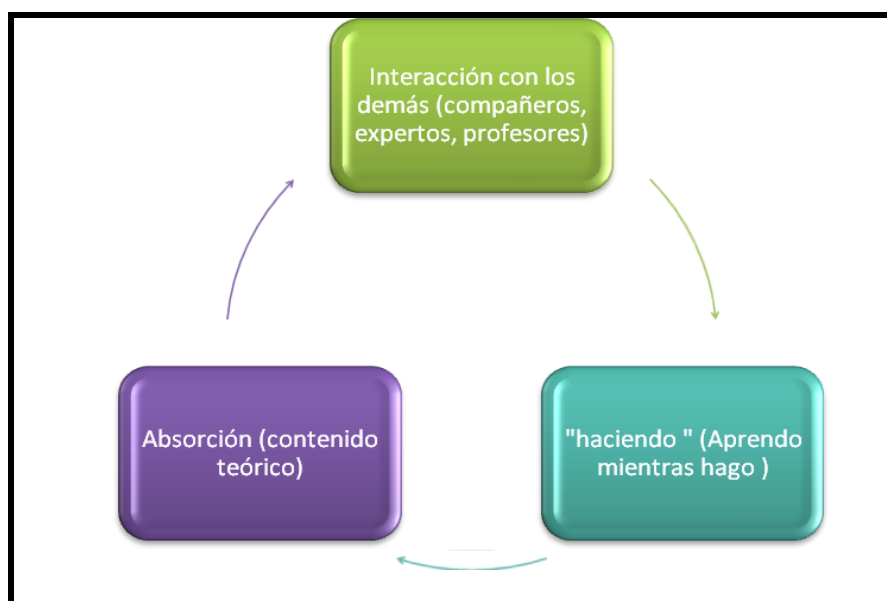 Interacción con los
demás (compañeros,
expertos, profesores)
Absorción (contenido
teórico)
"haciendo " (Aprendo
mientras hago )